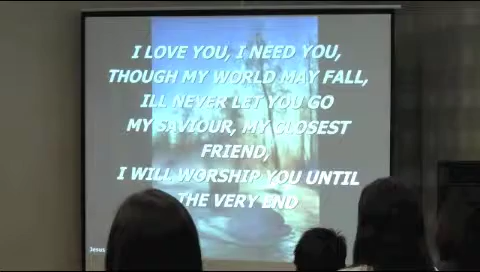 I LOVE YOU, I NEED YOU,
THOUGH MY WORLD MAY FALL,
ILL NEVER LET YOU GO
MY SAVIOUR, MY CLOSEST
FRIEND,
I WILL WORSHIP YOU UNTIL
THE VERY END
Jesus